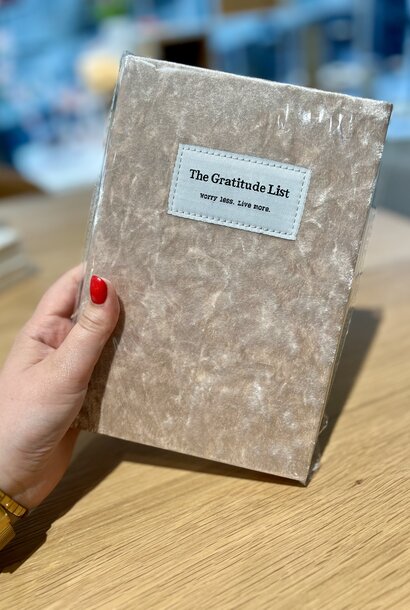 The Gratitude List
worry less. Live more.